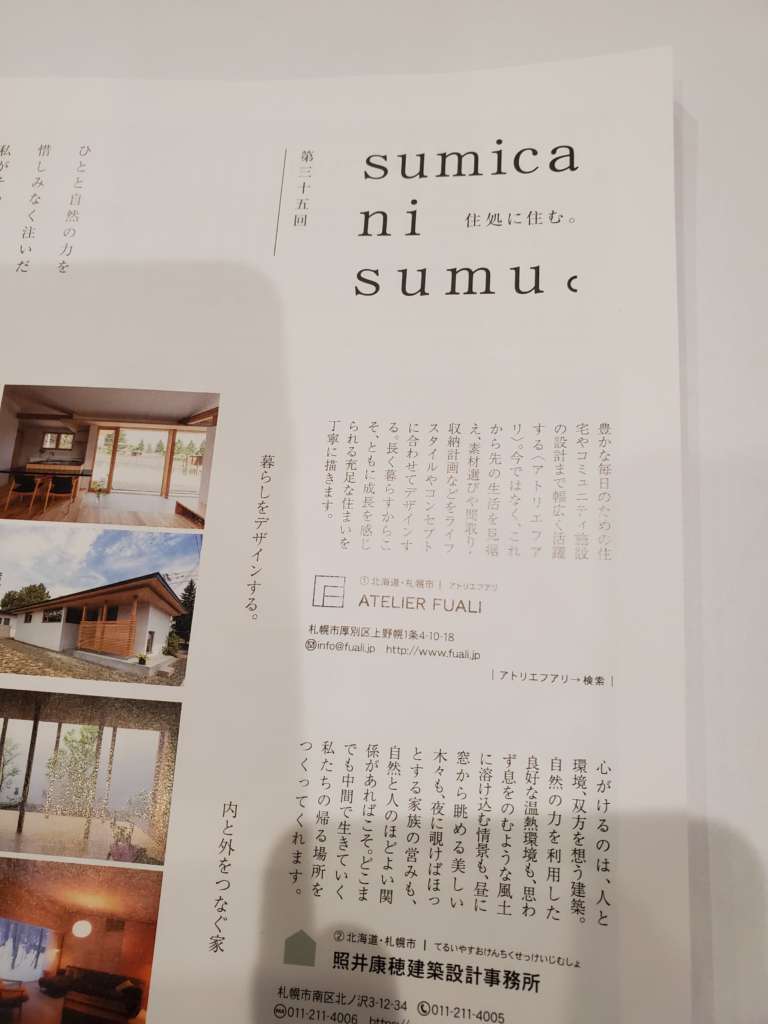 sumica
ni
住処に住む。
sumu。
第三十五回
ひとと自然の力を
惜しみなく注いだ
豊かな毎日のための住
宅やコミュニティ施設
の設計まで幅広く活躍
する〈アトリエフア
リ〉。今ではなく、これ
から先の生活を見据
え、素材選びや間取り・
収納計画などをライフ
スタイルやコンセプト
に合わせてデザインす
る。長く暮らすからこ
そ、ともに成長を感じ
られる充足な住まいを
丁寧に描きます。
暮らしをデザインする。
①北海道・札幌市 | アトリエフアリ
ATELIER FUALI
札幌市厚別区上野幌1条4-10-18
info@fuali.jp http://www.fuali.jp
| アトリエフアリ→検索 |
心がけるのは、人と
環境、双方を想う建築。
自然の力を利用した
良好な温熱環境も、思わ
ず息をのむような風土
に溶け込む情景も、昼に
窓から眺める美しい
木々も、夜に覗けばほっ
とする家族の営みも、
自然と人のほどよい関
係があればこそ。どこま
でも中間で生きていく
私たちの帰る場所を
つくってくれます。
内と外をつなぐ家
②北海道・札幌市 | てるいやすおけんちくせっけいじむしょ
照井康穂建築設計事務所
札幌市南区北ノ沢3-12-34 011-211-4005
FAX 011-211-4006